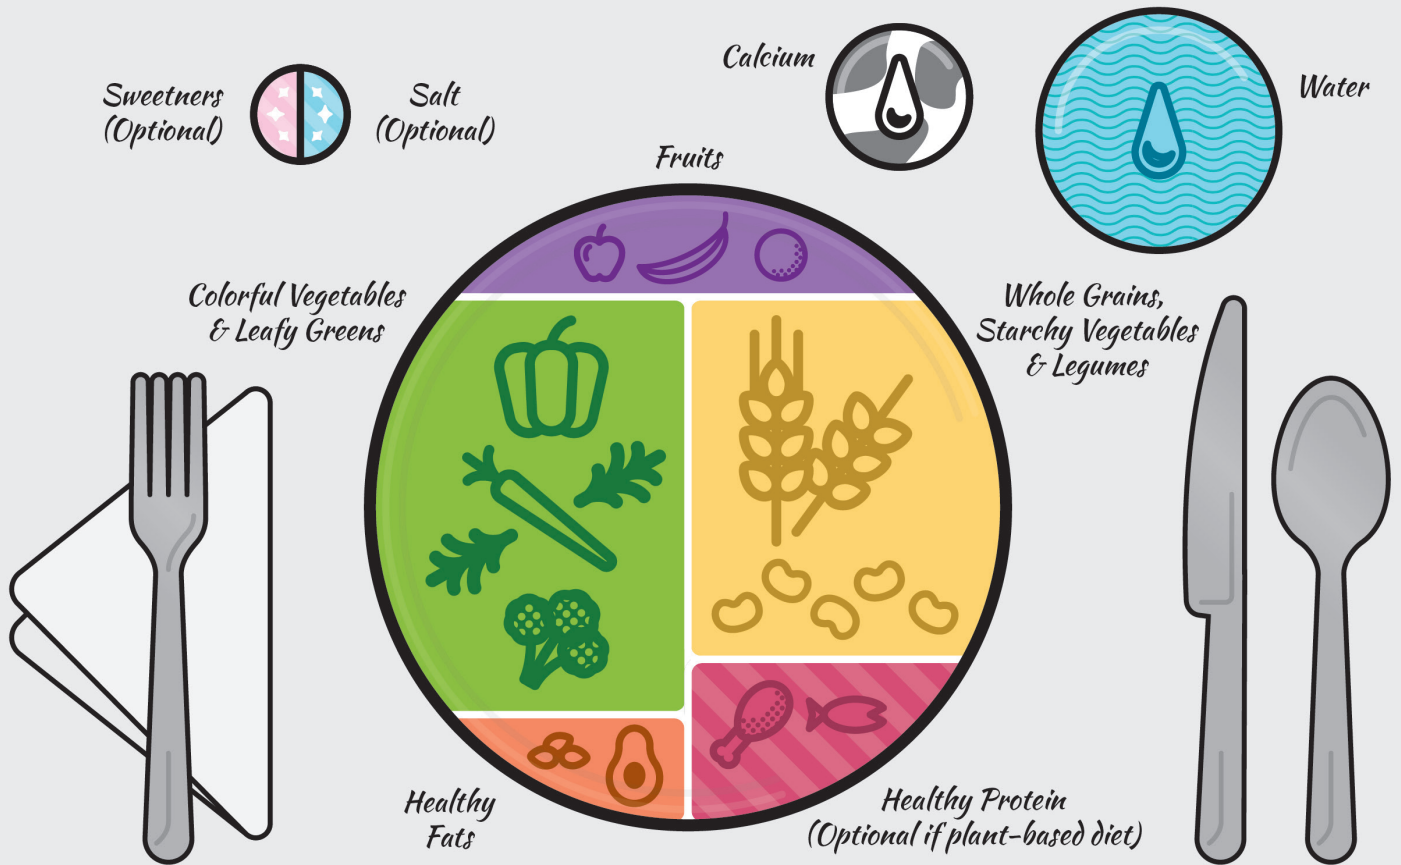 Sweetners
(Optional)
Salt
(Optional)
Calcium
Water
Fruits
Colorful Vegetables
& Leafy Greens
Whole Grains,
Starchy Vegetables
& Legumes
Healthy
Fats
Healthy Protein
(Optional if plant-based diet)